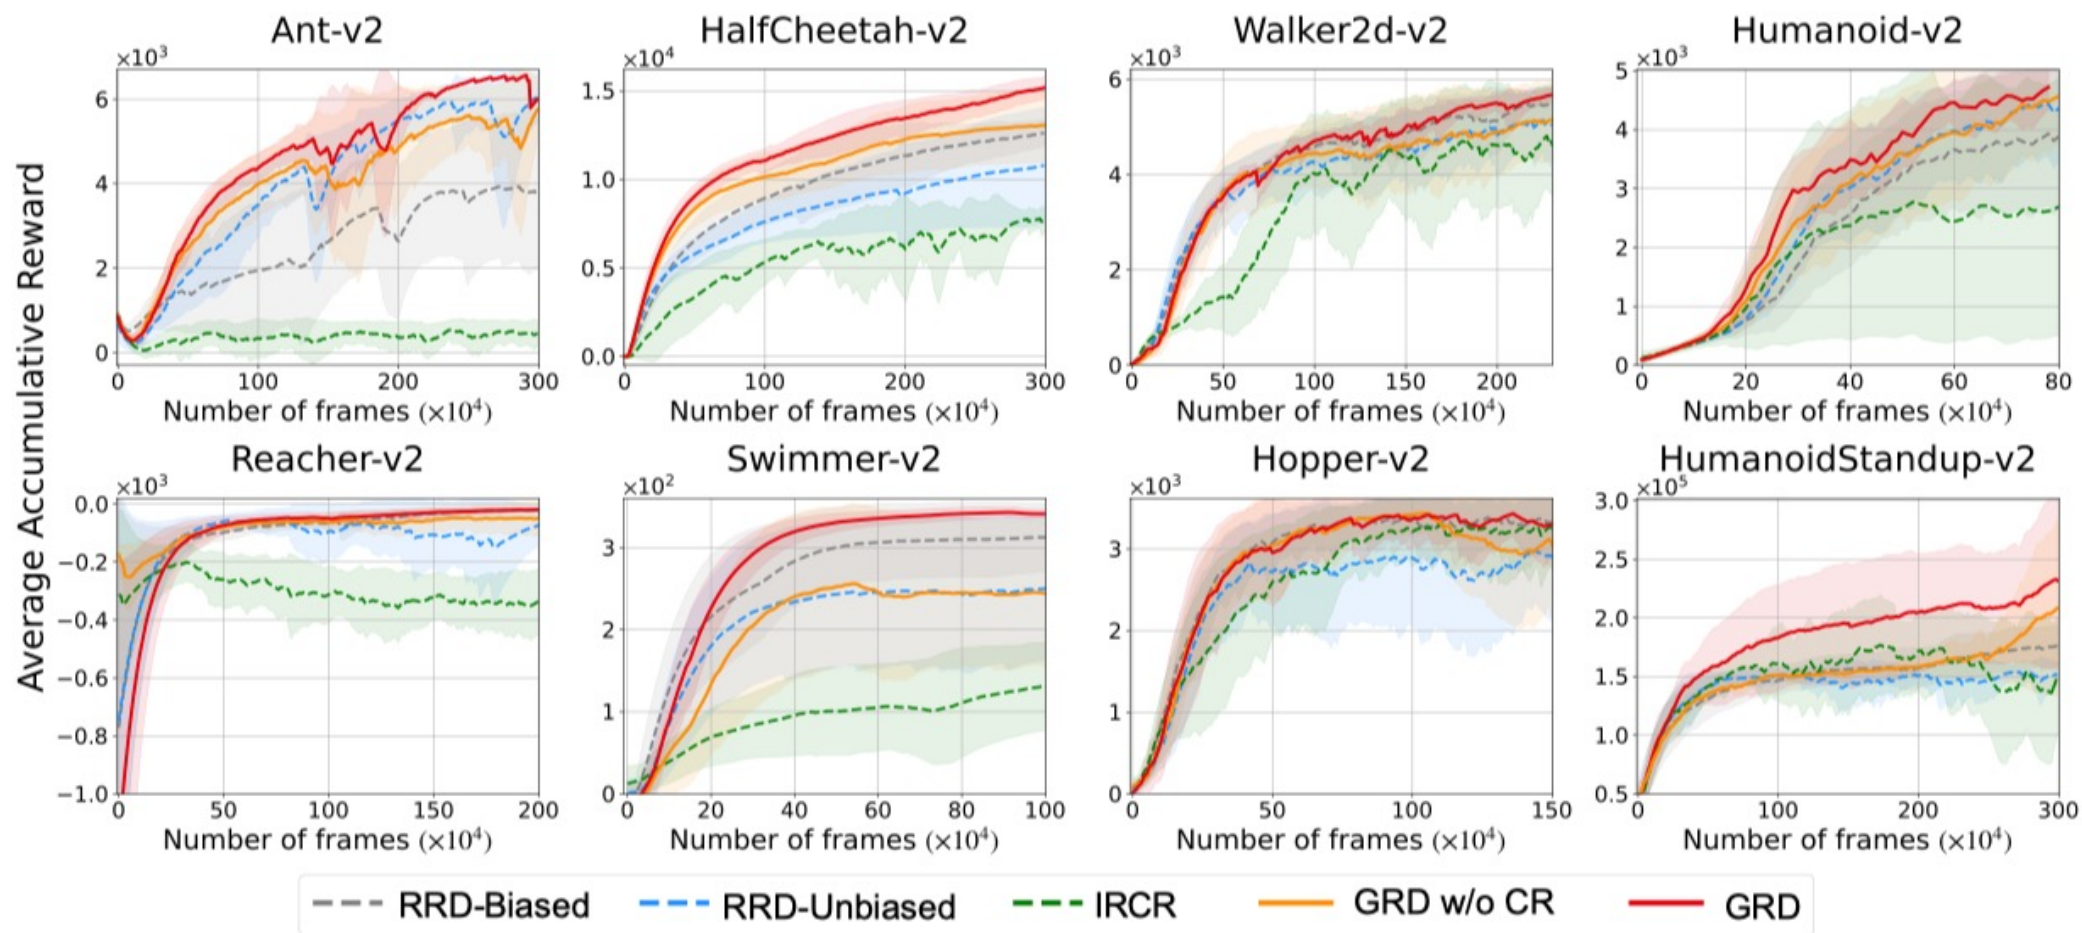 Average Accumulative Reward
Ant-v2
×10³
6
4
2
0
0 100 200 300
Number of frames (×10⁴)
HalfCheetah-v2
×10⁴
1.5
1.0
0.5
0.0
0 100 200 300
Number of frames (×10⁴)
Walker2d-v2
×10³
6
4
2
0
0 50 100 150 200
Number of frames (×10⁴)
Humanoid-v2
×10³
5
4
3
2
1
0
0 20 40 60 80
Number of frames (×10⁴)
Reacher-v2
×10³
0.0
−0.2
−0.4
−0.6
−0.8
−1.0
0 50 100 150 200
Number of frames (×10⁴)
Swimmer-v2
×10²
3
2
1
0
0 20 40 60 80 100
Number of frames (×10⁴)
Hopper-v2
×10³
3
2
1
0
0 50 100 150
Number of frames (×10⁴)
HumanoidStandup-v2
×10⁵
3.0
2.5
2.0
1.5
1.0
0.5
0 100 200 300
Number of frames (×10⁴)
RRD-Biased RRD-Unbiased IRCR GRD w/o CR GRD